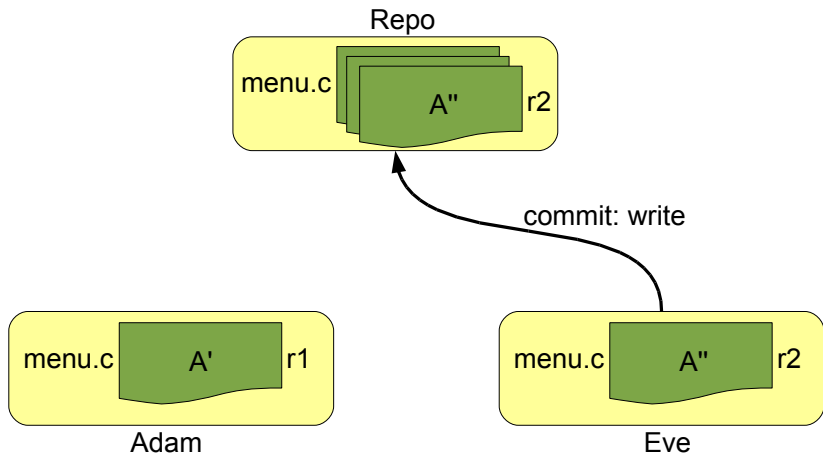 Repo
menu.c A" r2
commit: write
menu.c A' r1
menu.c A" r2
Adam
Eve